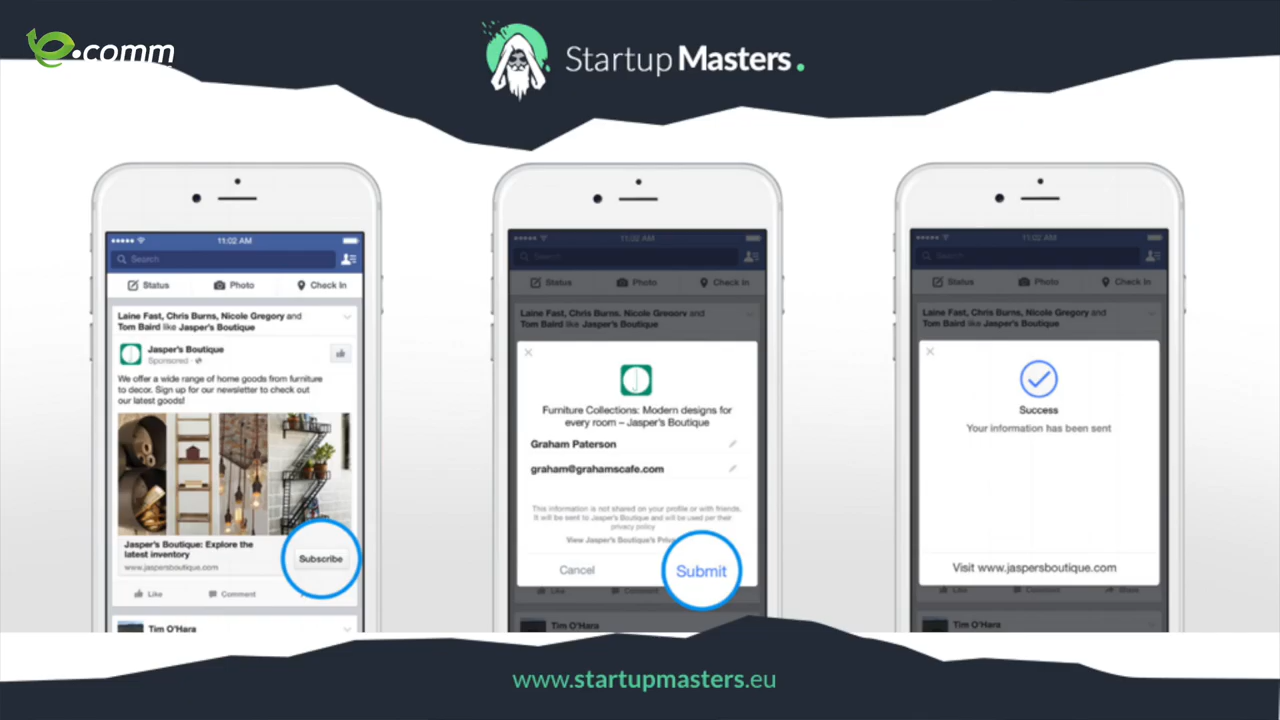 e.comm
Startup Masters.
11:02 AM
Search
Status
Photo
Check In
Laine Fast, Chris Burns, Nicole Gregory and
Tom Baird like Jasper's Boutique
Jasper's Boutique
Sponsored ·
We offer a wide range of home goods from furniture
to decor. Sign up for our newsletter to check out
our latest goods!
Jasper's Boutique: Explore the
latest inventory
www.jaspersboutique.com
Subscribe
Like
Comment
Tim O'Hara
11:02 AM
Search
Status
Photo
Check In
Laine Fast, Chris Burns, Nicole Gregory and
Tom Baird like Jasper's Boutique
Furniture Collections: Modern designs for
every room – Jasper's Boutique
Graham Paterson
graham@grahamscafe.com
This information is not shared on your profile or with friends.
It will be sent to Jasper's Boutique and will be used per their
privacy policy
View Jasper's Boutique's
Cancel
Submit
Like
Comment
Tim O'Hara
11:02 AM
Search
Status
Photo
Check In
Laine Fast, Chris Burns, Nicole Gregory and
Tom Baird like Jasper's Boutique
Success
Your information has been sent
Visit www.jaspersboutique.com
Like
Comment
Share
Tim O'Hara
www.startupmasters.eu